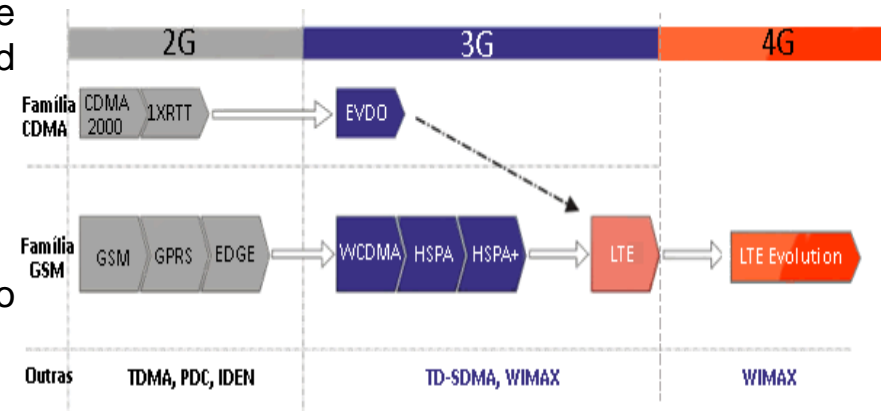 e
d
o
2G 3G 4G
Família
CDMA
CDMA
2000
1XRTT
EVDO
Família
GSM
GSM
GPRS
EDGE
WCDMA
HSPA
HSPA+
LTE
LTE Evolution
Outras
TDMA, PDC, IDEN
TD-SDMA, WIMAX
WIMAX